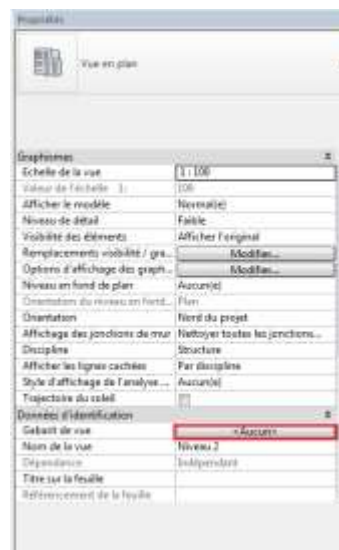 Propriétés
Vue en plan
Graphismes
Echelle de la vue 1 : 100
Valeur de l'échelle 1: 100
Afficher le modèle Normal(e)
Niveau de détail Faible
Visibilité des éléments Afficher l'original
Remplacements visibilité / gra... Modifier...
Options d'affichage des graph... Modifier...
Niveau en fond de plan Aucun(e)
Orientation du niveau en fond... Plan
Orientation Nord du projet
Affichage des jonctions de mur Nettoyer toutes les jonctions...
Discipline Structure
Afficher les lignes cachées Par discipline
Style d'affichage de l'analyse ... Aucun(e)
Trajectoire du soleil
Données d'identification
Gabarit de vue <Aucun>
Nom de la vue Niveau 2
Dépendance Indépendant
Titre sur la feuille
Référencement de la feuille